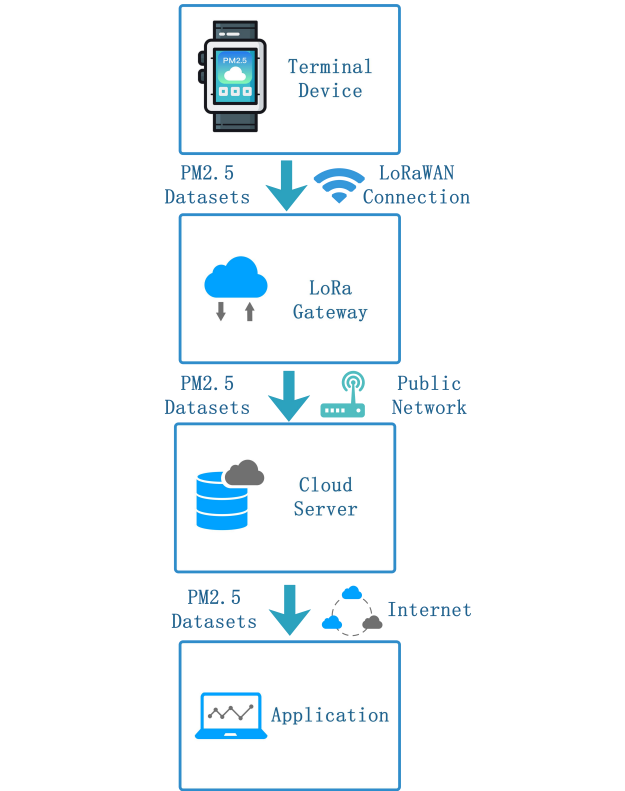 PM2.5
Terminal
Device
PM2.5
Datasets
LoRaWAN
Connection
LoRa
Gateway
PM2.5
Datasets
Public
Network
Cloud
Server
PM2.5
Datasets
Internet
Application